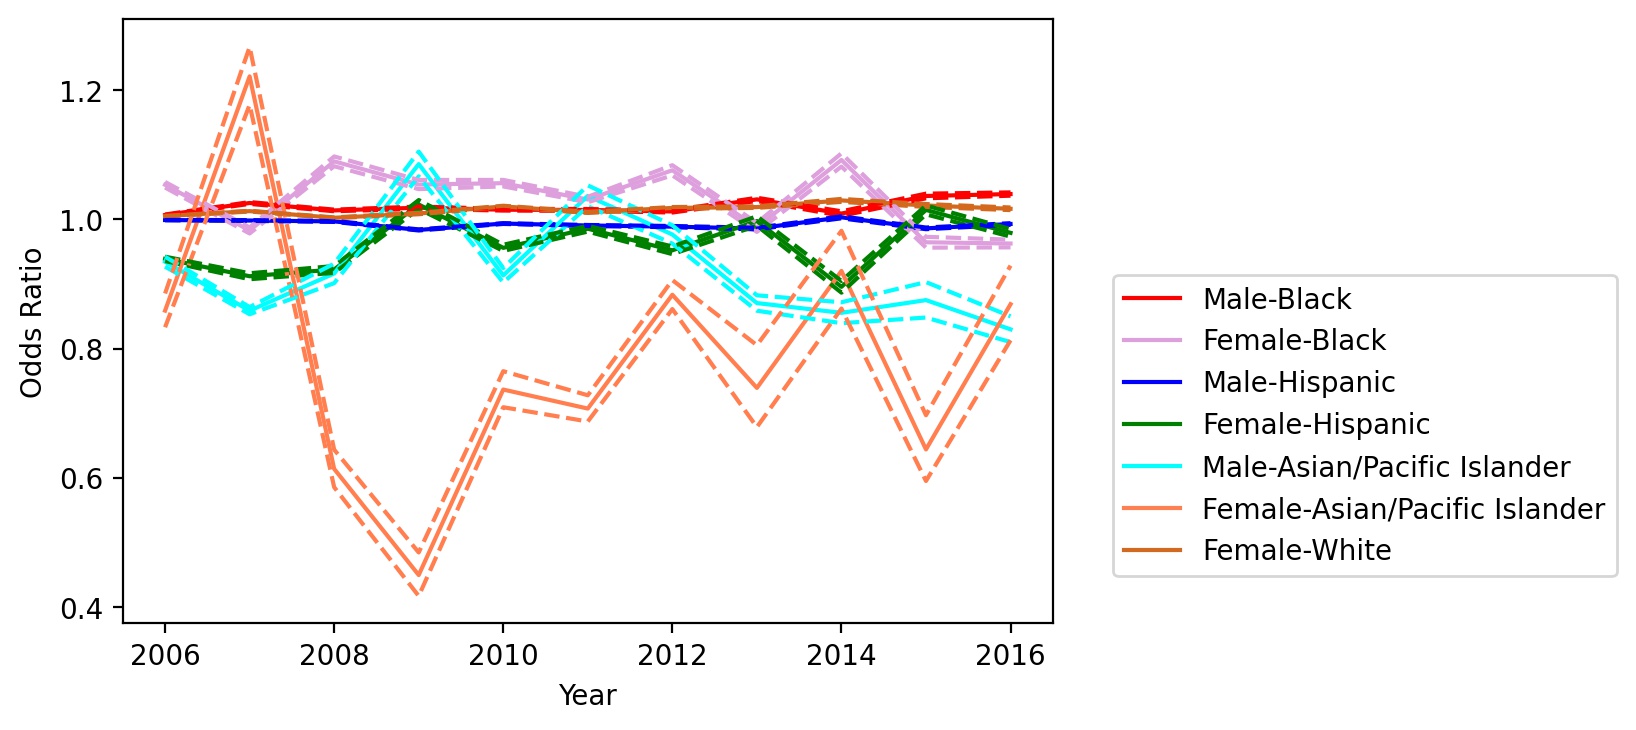 Odds Ratio
1.2
1.0
0.8
0.6
0.4
2006 2008 2010 2012 2014 2016
Year
Male-Black
Female-Black
Male-Hispanic
Female-Hispanic
Male-Asian/Pacific Islander
Female-Asian/Pacific Islander
Female-White